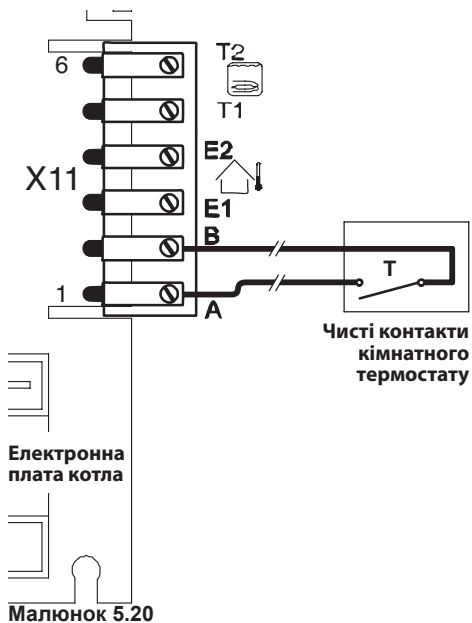 6
T2
T1
X11
E2
E1
B
1
A
T
Чисті контакти
кімнатного
термостату
Електронна
плата котла
Малюнок 5.20